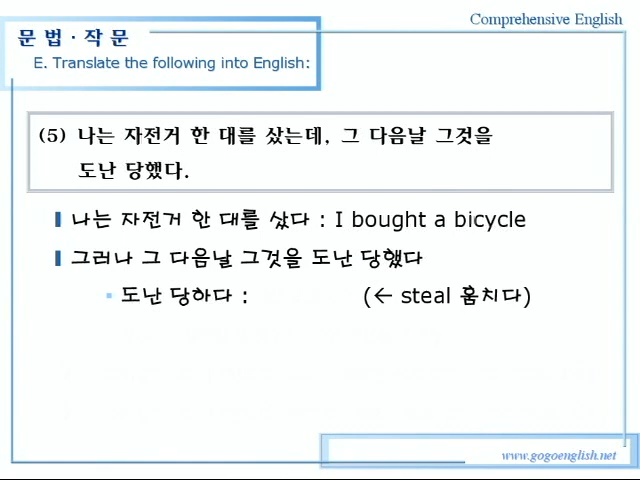 Comprehensive English
문 법 · 작 문
E. Translate the following into English:
(5) 나는 자전거 한 대를 샀는데, 그 다음날 그것을
도난 당했다.
나는 자전거 한 대를 샀다 : I bought a bicycle
그러나 그 다음날 그것을 도난 당했다
도난 당하다 : (← steal 훔치다)
www.gogoenglish.net